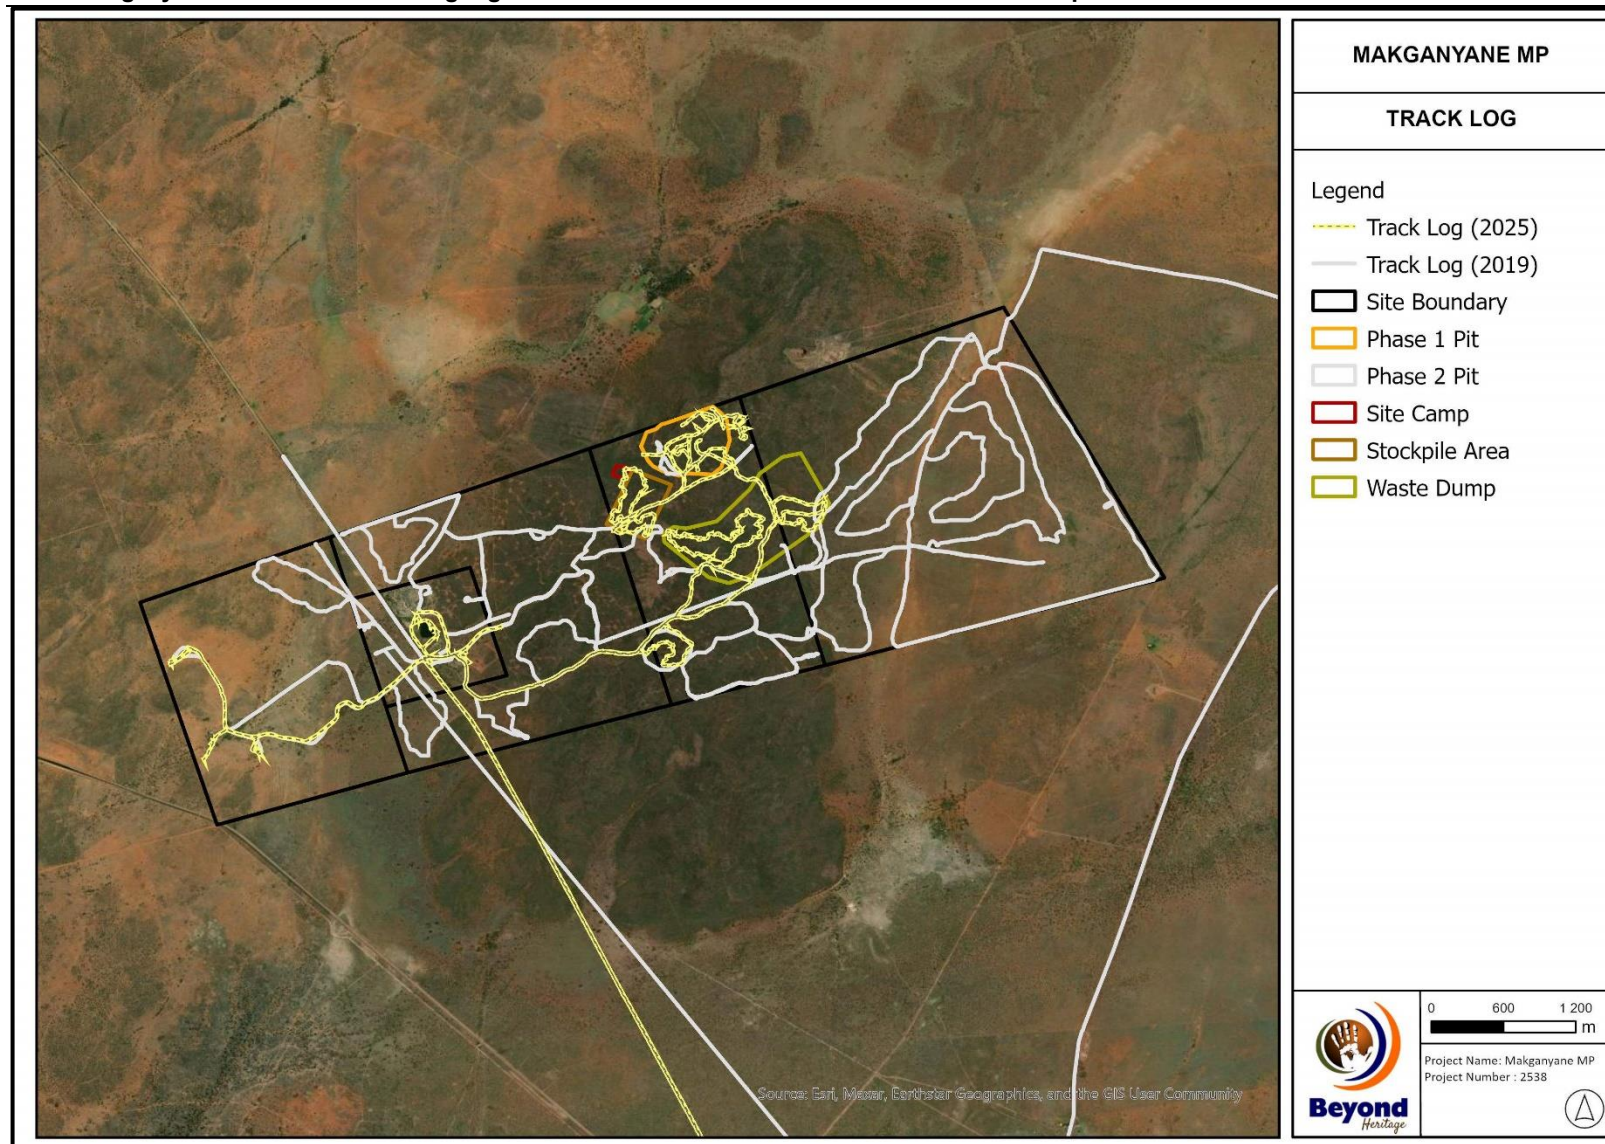 MAKGANYANE MP
TRACK LOG
Legend
Track Log (2025)
Track Log (2019)
Site Boundary
Phase 1 Pit
Phase 2 Pit
Site Camp
Stockpile Area
Waste Dump
0 600 1 200
m
Project Name: Makganyane MP
Project Number : 2538
Beyond
Heritage
Source: Esri, Maxar, Earthstar Geographics, and the GIS User Community